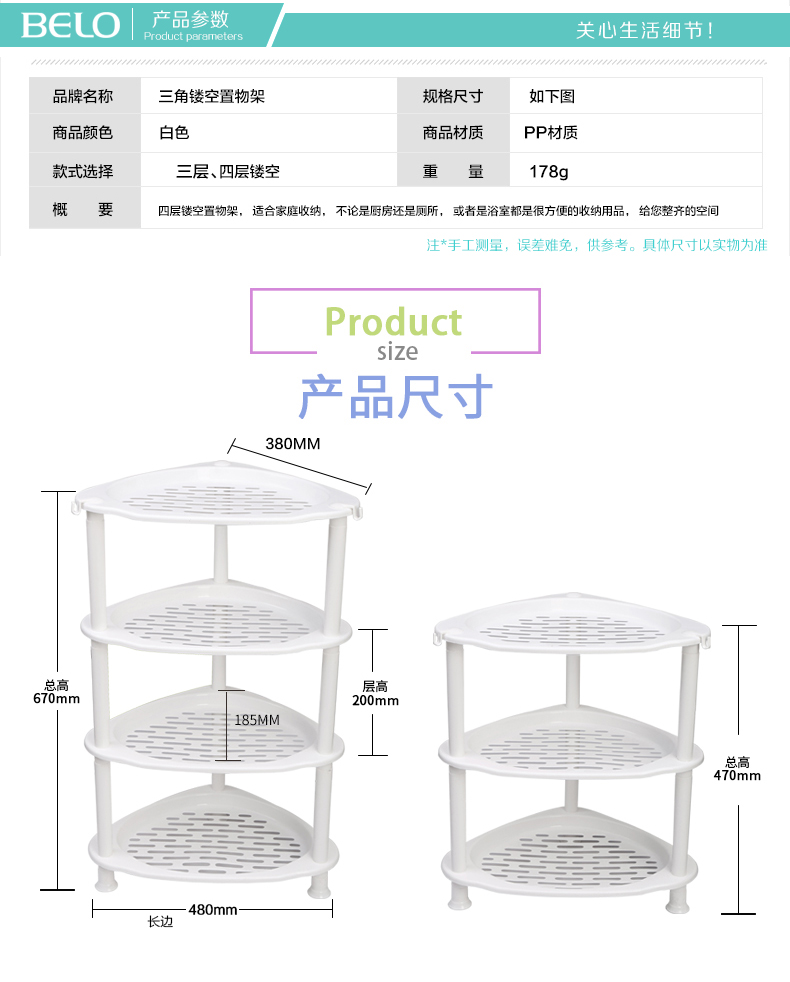 BELO 产品参数 关心生活细节!
Product parameters
品牌名称 三角镂空置物架 规格尺寸 如下图
商品颜色 白色 商品材质 PP材质
款式选择 三层、四层镂空 重 量 178g
概 要 四层镂空置物架, 适合家庭收纳, 不论是厨房还是厕所, 或者是浴室都是很方便的收纳用品, 给您整齐的空间
注*手工测量,误差难免,供参考。具体尺寸以实物为准
Product
size
产品尺寸
380MM
总高
670mm
层高
200mm
185MM
总高
470mm
480mm
长边